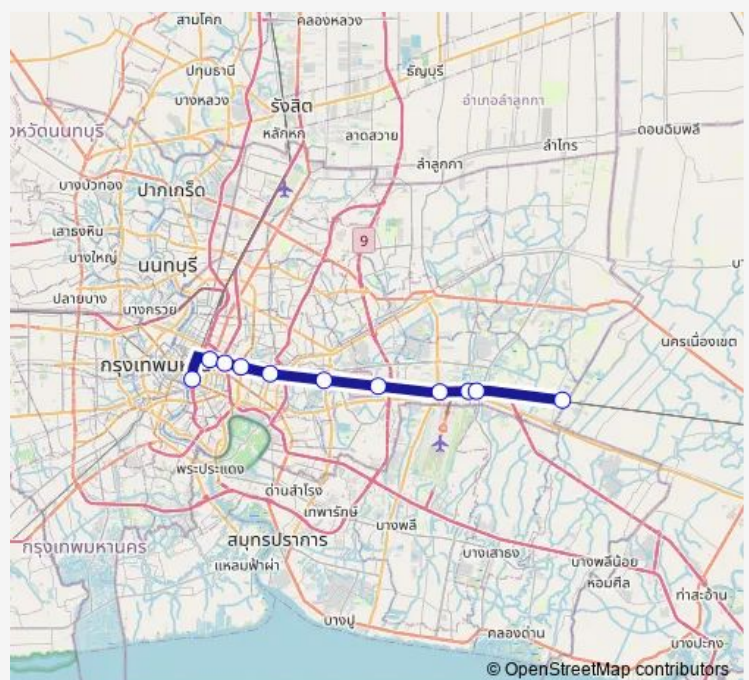 สามโคก
คลองหลวง
ปทุมธานี
ธัญบุรี
บางหลวง
อำเภอลำลูกกา
รังสิต
งหวัดนนทบุรี
หลักหก
ลาดสวาย
ดอนฉิมพลี
ลำไทร
ลำลูกกา
บางบัวทอง
ปากเกร็ด
เสาธงหิน
9
บางใหญ่
นนทบุรี
ปลายบาง
บางกรวย
นครเนื่องเขต
กรุงเทพมห
พระประแดง
ด่านสำโรง
เทพารักษ์
บางพลี
กรุงเทพมหานคร
สมุทรปราการ
แหลมฟ้าผ่า
บางเสาธง
บางพลีน้อย
หอมศีล
ท่าสะอ้าน
บางปู
คลองด่าน
บางปะกง
© OpenStreetMap contributors